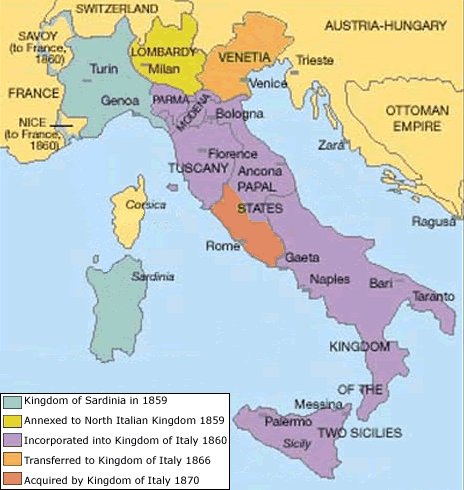 SWITZERLAND
AUSTRIA-HUNGARY
SAVOY
(to France,
1860)
LOMBARDY
Milan
VENETIA
Trieste
Turin
Venice
FRANCE
Genoa
PARMA
MODENA
Bologna
OTTOMAN
EMPIRE
NICE
(to France,
1860)
Zará
Florence
TUSCANY
Ancona
PAPAL
STATES
Corsica
Ragusa
Rome
Gaeta
Sardinia
Naples
Bari
Taranto
KINGDOM
OF THE
TWO SICILIES
Messina
Palermo
Sicily
Kingdom of Sardinia in 1859
Annexed to North Italian Kingdom 1859
Incorporated into Kingdom of Italy 1860
Transferred to Kingdom of Italy 1866
Acquired by Kingdom of Italy 1870